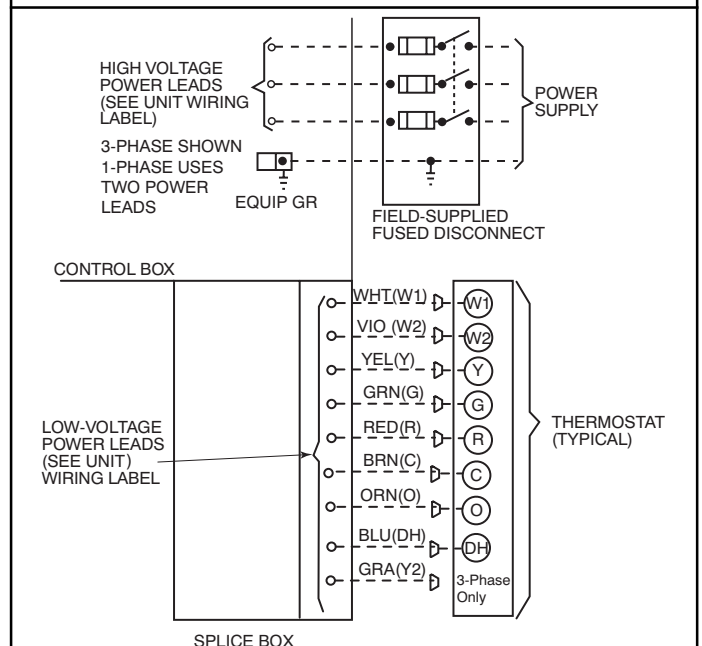 HIGH VOLTAGE
POWER LEADS
(SEE UNIT WIRING
LABEL)
POWER
SUPPLY
3-PHASE SHOWN
1-PHASE USES
TWO POWER
LEADS
EQUIP GR
FIELD-SUPPLIED
FUSED DISCONNECT
CONTROL BOX
WHT(W1)
W1
VIO (W2)
W2
YEL(Y)
Y
GRN(G)
G
RED(R)
R
BRN(C)
C
ORN(O)
O
BLU(DH)
DH
GRA(Y2)
3-Phase
Only
LOW-VOLTAGE
POWER LEADS
(SEE UNIT)
WIRING LABEL
THERMOSTAT
(TYPICAL)
SPLICE BOX